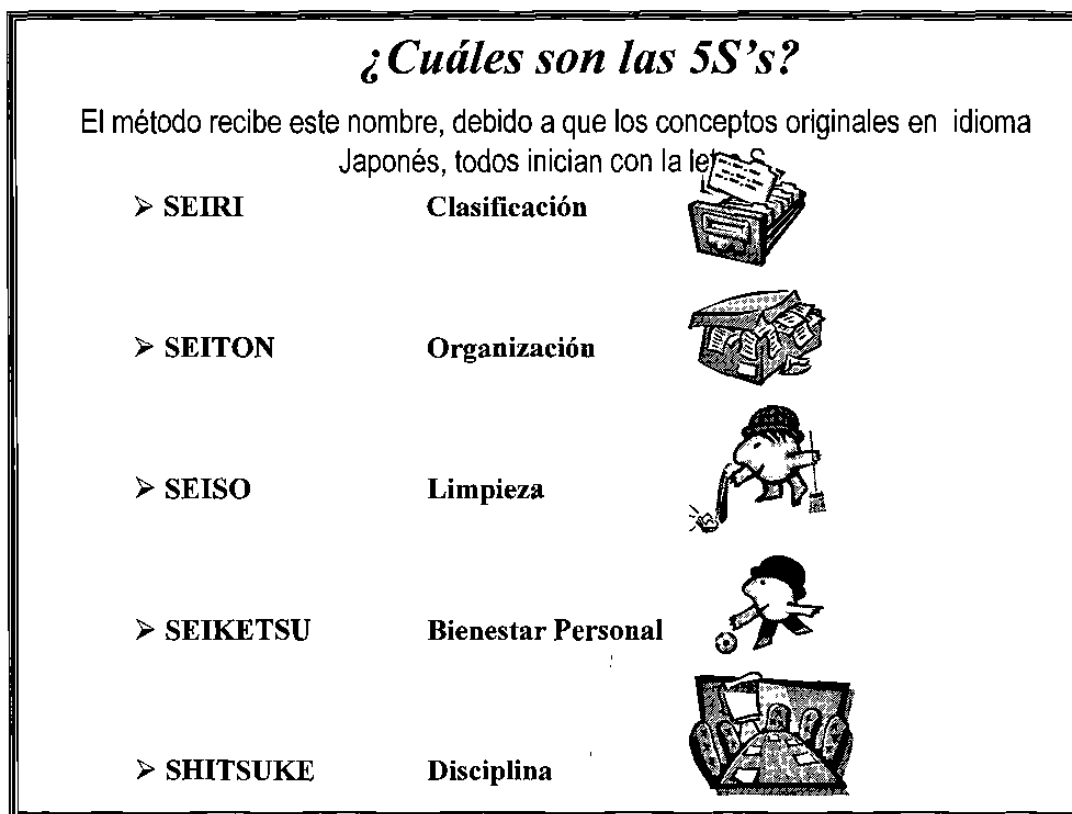 ¿Cuáles son las 5S's?
El método recibe este nombre, debido a que los conceptos originales en idioma
Japonés, todos inician con la
➢ SEIRI Clasificación
➢ SEITON Organización
➢ SEISO Limpieza
➢ SEIKETSU Bienestar Personal
➢ SHITSUKE Disciplina